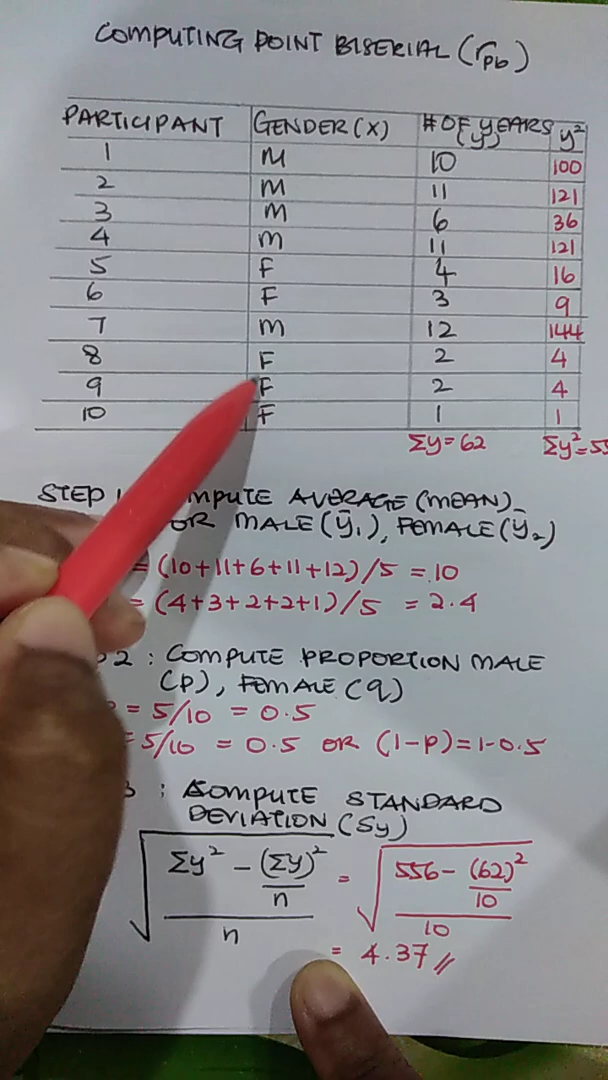 COMPUTING POINT BISERIAL (rpb)
PARTICIPANT GENDER (X) # OF YEARS (y) y²
1 M 10 100
2 M 11 121
3 M 6 36
4 M 11 121
5 F 4 16
6 F 3 9
7 M 12 144
8 F 2 4
9 F 2 4
10 F 1 1
Σy = 62 Σy² = 55
STEP 1 AVERAGE (MEAN)
MALE (ȳ₁), FEMALE (ȳ₂)
= (10+11+6+11+12)/5 = 10
= (4+3+2+2+1)/5 = 2.4
2 : COMPUTE PROPORTION MALE
(P), FEMALE (q)
= 5/10 = 0.5
= 5/10 = 0.5 OR (1-P) = 1-0.5
: COMPUTE STANDARD
DEVIATION (Sy)
√((Σy² - (Σy)²/n)/n) = √((556 - (62)²/10)/10)
= 4.37 //